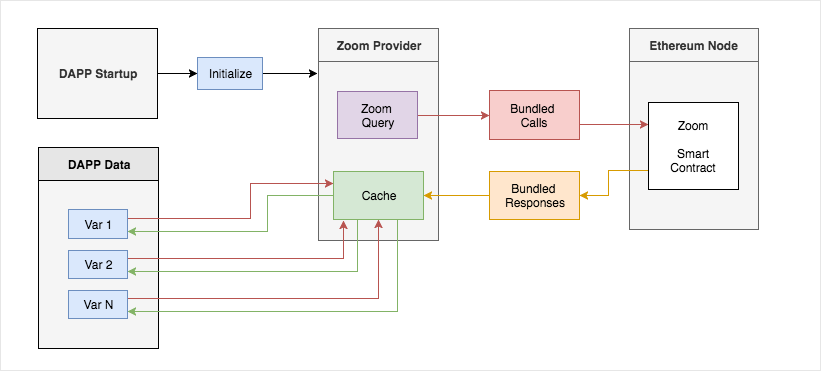 DAPP Startup
Initialize
Zoom Provider
Ethereum Node
Zoom
Query
Bundled
Calls
Zoom
Smart
Contract
DAPP Data
Cache
Bundled
Responses
Var 1
Var 2
Var N